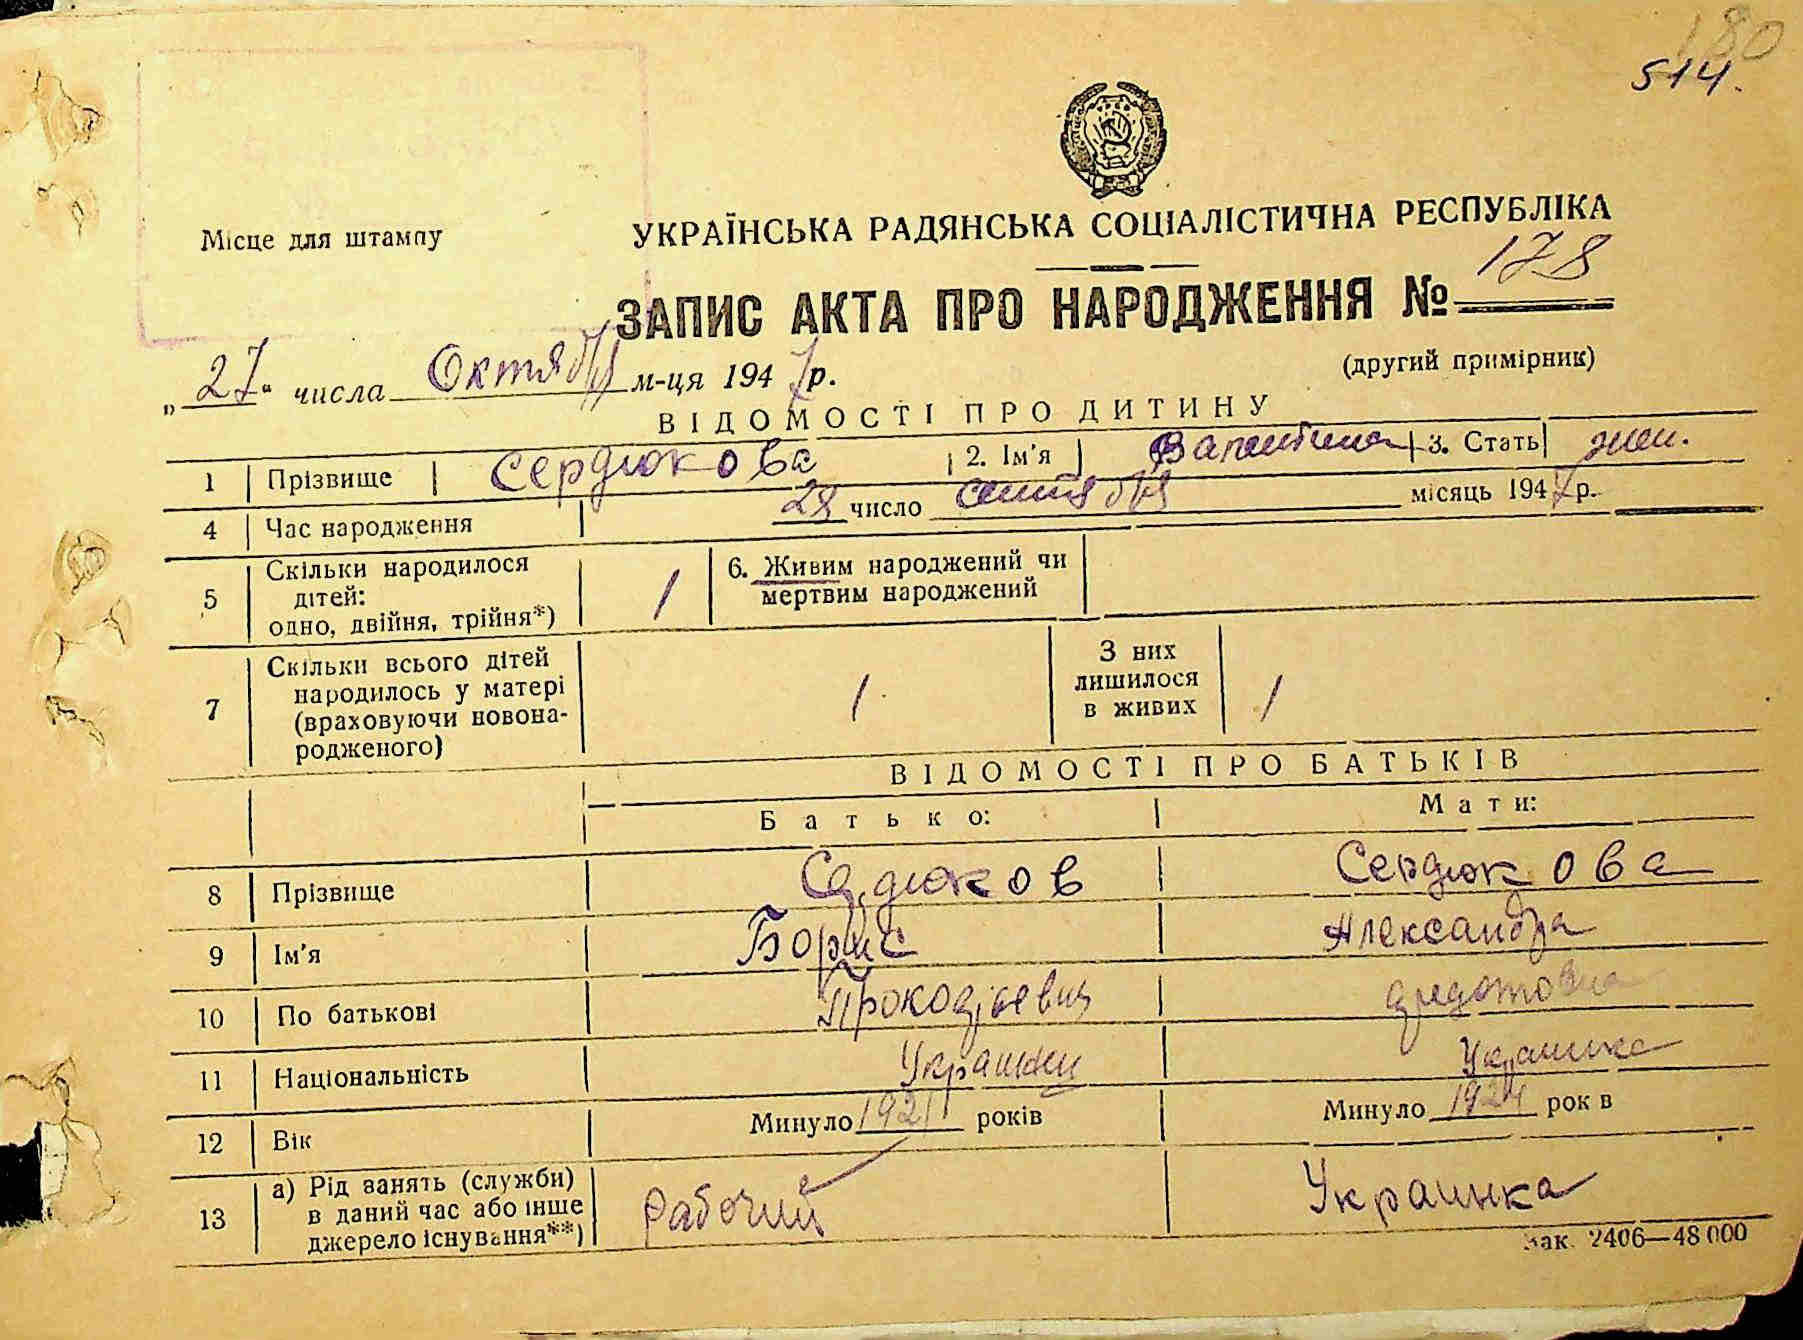 180
514.
Місце для штампу
УКРАЇНСЬКА РАДЯНСЬКА СОЦІАЛІСТИЧНА РЕСПУБЛІКА
ЗАПИС АКТА ПРО НАРОДЖЕННЯ № 178
(другий примірник)
„27“ числа Октября м-ця 1947 р.
ВІДОМОСТІ ПРО ДИТИНУ
1 Прізвище Сердюкова 2. Ім'я Валентина 3. Стать жен.
4 Час народження 28 число сентября місяць 1947 р.
5 Скільки народилося дітей: одно, двійня, трійня*) 1 6. Живим народжений чи мертвим народжений
7 Скільки всього дітей народилось у матері (враховуючи новонародженого) 1 З них лишилося в живих 1
ВІДОМОСТІ ПРО БАТЬКІВ
Батько: Мати:
8 Прізвище Сердюков Сердюкова
9 Ім'я Борис Александра
10 По батькові Прокофьевич Федотовна
11 Національність Украинец Украинка
12 Вік Минуло 1921 років Минуло 1924 рок в
13 а) Рід занять (служби) в даний час або інше джерело існування**) Рабочий Украинка
Зак. 2406—48 000